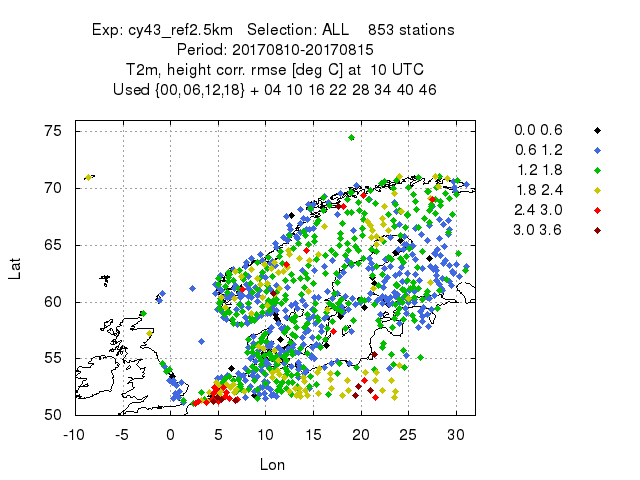 Exp: cy43_ref2.5km Selection: ALL 853 stations
Period: 20170810-20170815
T2m, height corr. rmse [deg C] at 10 UTC
Used {00,06,12,18} + 04 10 16 22 28 34 40 46
0.0 0.6
0.6 1.2
1.2 1.8
1.8 2.4
2.4 3.0
3.0 3.6
75
70
65
60
55
50
Lat
-10 -5 0 5 10 15 20 25 30
Lon